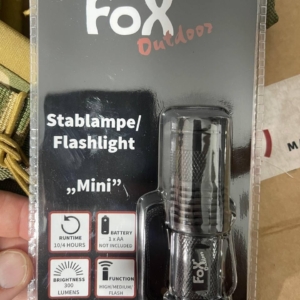 fox
Outdoor
Stablampe/
Flashlight
„Mini”
RUNTIME
10/4 HOURS
BATTERY
1 x AA
NOT INCLUDED
BRIGHTNESS
300
LUMENS
FUNCTION
HIGH/MEDIUM/
FLASH
fox
M